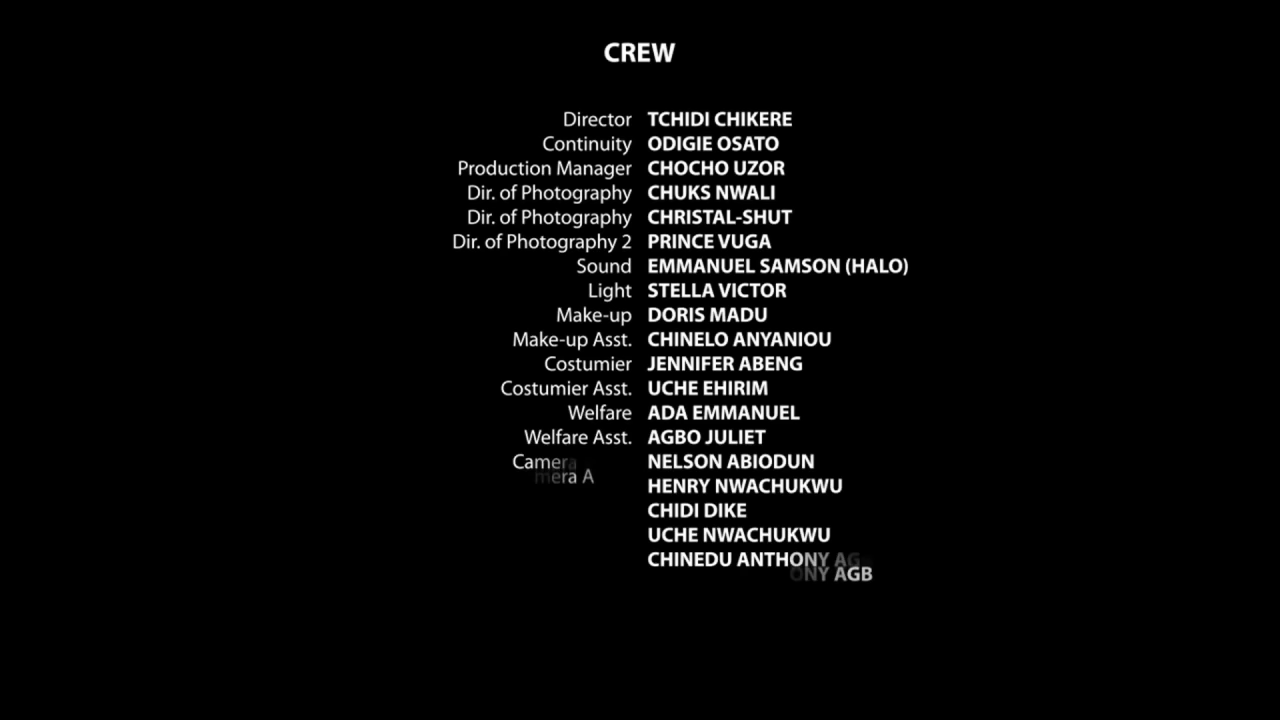 CREW
Director TCHIDI CHIKERE
Continuity ODIGIE OSATO
Production Manager CHOCHO UZOR
Dir. of Photography CHUKS NWALI
Dir. of Photography CHRISTAL-SHUT
Dir. of Photography 2 PRINCE VUGA
Sound EMMANUEL SAMSON (HALO)
Light STELLA VICTOR
Make-up DORIS MADU
Make-up Asst. CHINELO ANYANIOU
Costumier JENNIFER ABENG
Costumier Asst. UCHE EHIRIM
Welfare ADA EMMANUEL
Welfare Asst. AGBO JULIET
Camera A NELSON ABIODUN
HENRY NWACHUKWU
CHIDI DIKE
UCHE NWACHUKWU
CHINEDU ANTHONY AGB